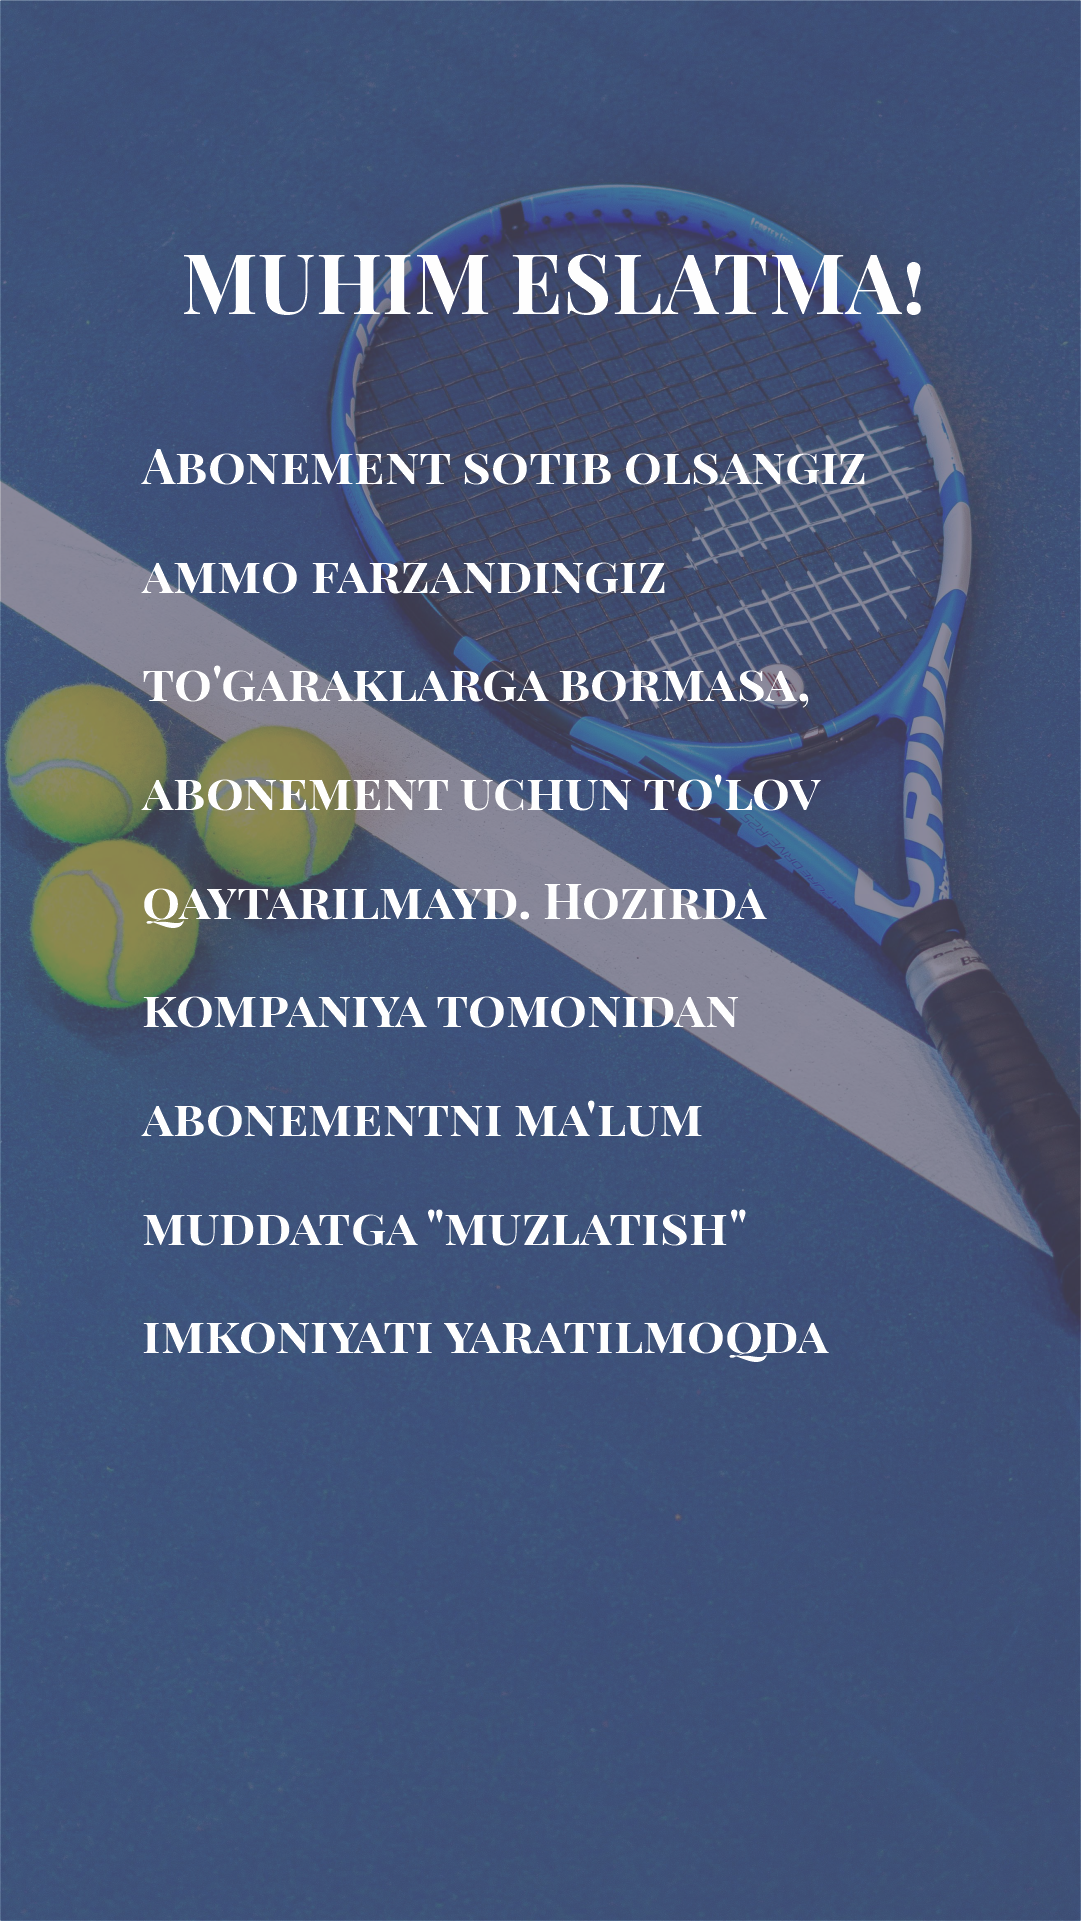 MUHIM ESLATMA!
Abonement sotib olsangiz
ammo farzandingiz
to'garaklarga bormasa,
abonement uchun to'lov
qaytarilmayd. Hozirda
kompaniya tomonidan
abonementni ma'lum
muddatga "muzlatish"
imkoniyati yaratilmoqda